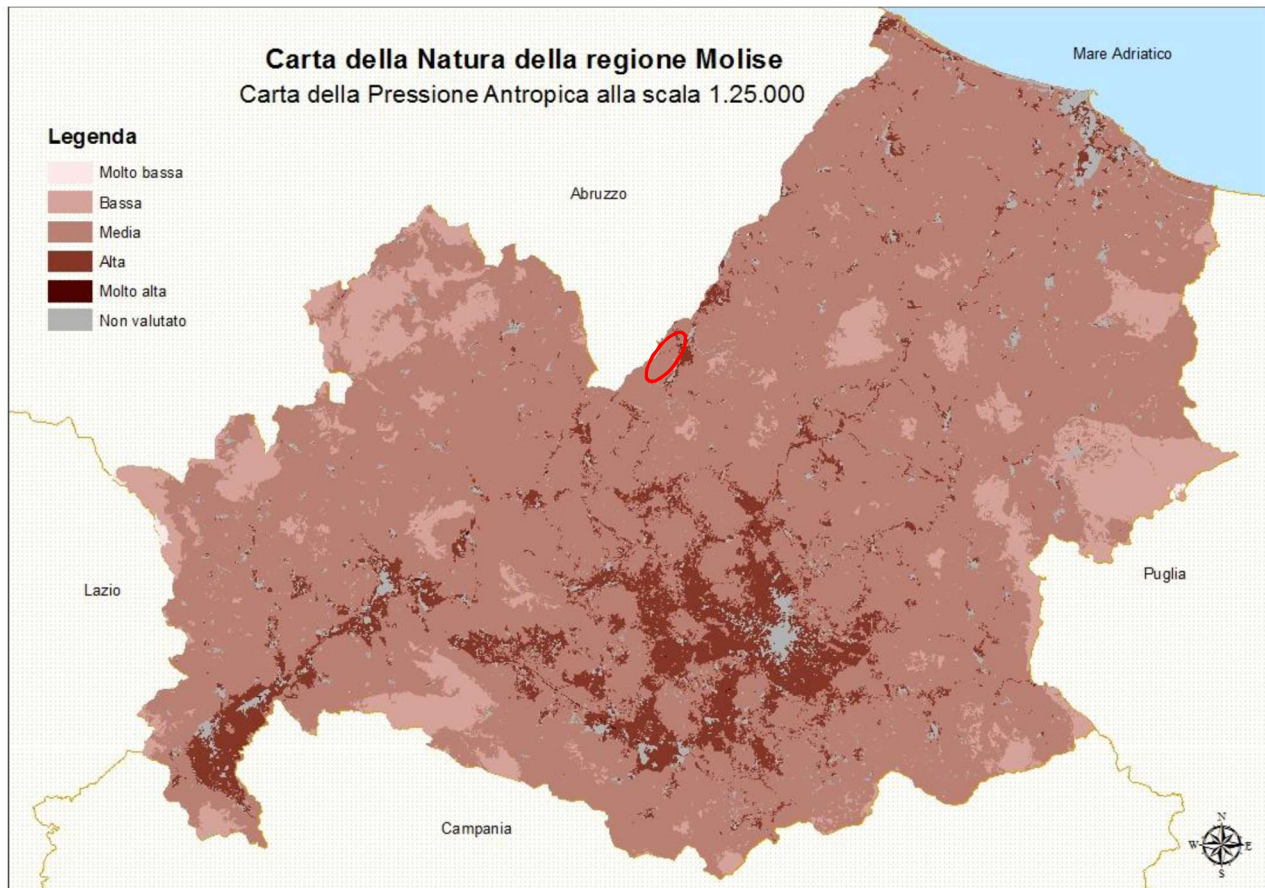 Carta della Natura della regione Molise
Carta della Pressione Antropica alla scala 1.25.000
Mare Adriatico
Legenda
Molto bassa
Bassa
Media
Alta
Molto alta
Non valutato
Abruzzo
Lazio
Puglia
Campania
N
W E
S